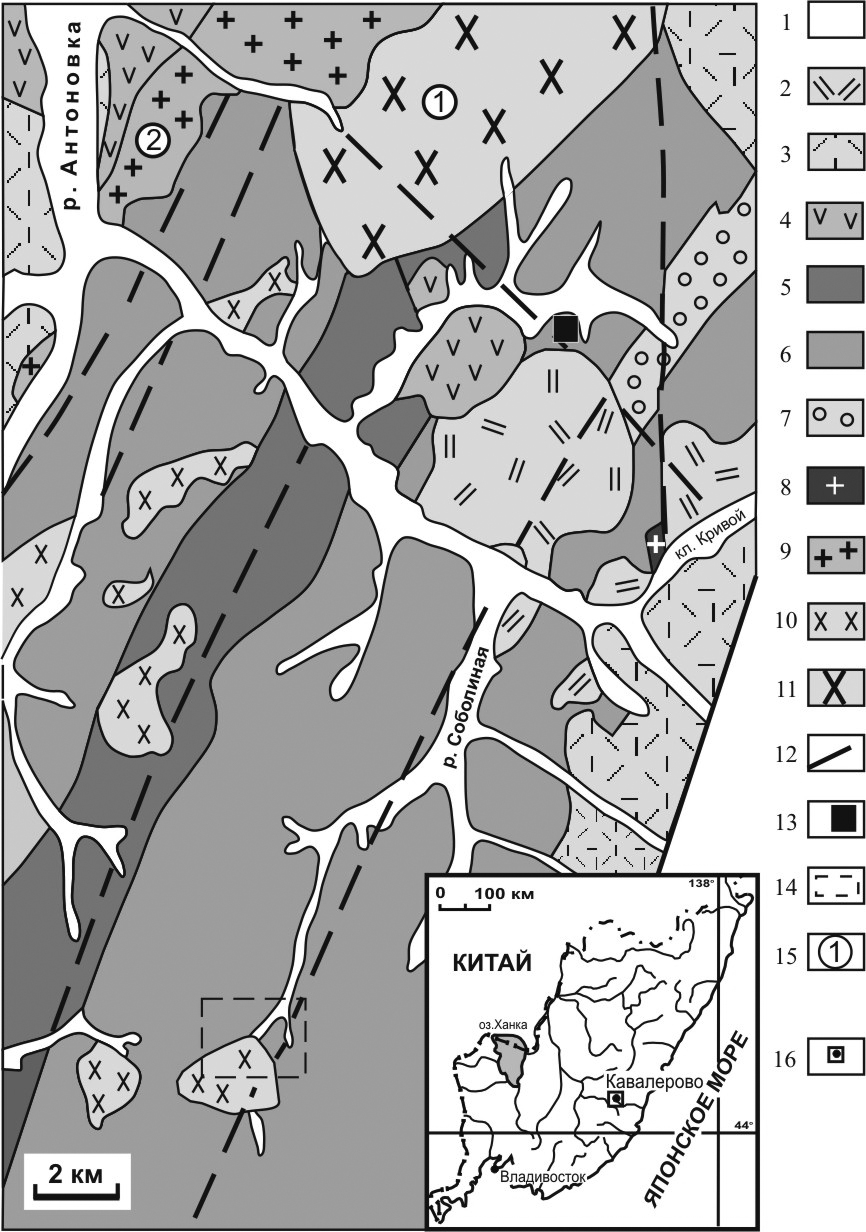 р. Антоновка
1
2
р. Соболиная
кл. Кривой
2 км
0 100 км
138°
КИТАЙ
оз.Ханка
Кавалерово
ЯПОНСКОЕ МОРЕ
44°
Владивосток
1
2
3
4
5
6
7
8
9
10
11
12
13
14
15 1
16